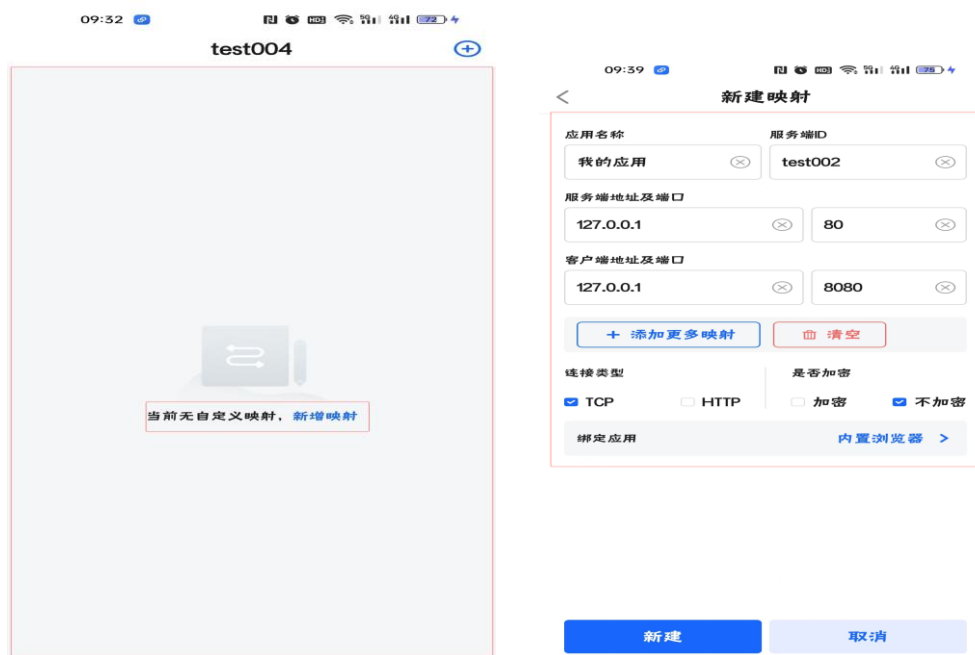 09:32
72
test004
当前无自定义映射，新增映射
09:39
75
新建映射
应用名称 服务端ID
我的应用 test002
服务端地址及端口
127.0.0.1 80
客户端地址及端口
127.0.0.1 8080
+ 添加更多映射 清空
连接类型 是否加密
TCP HTTP 加密 不加密
绑定应用 内置浏览器 >
新建 取消